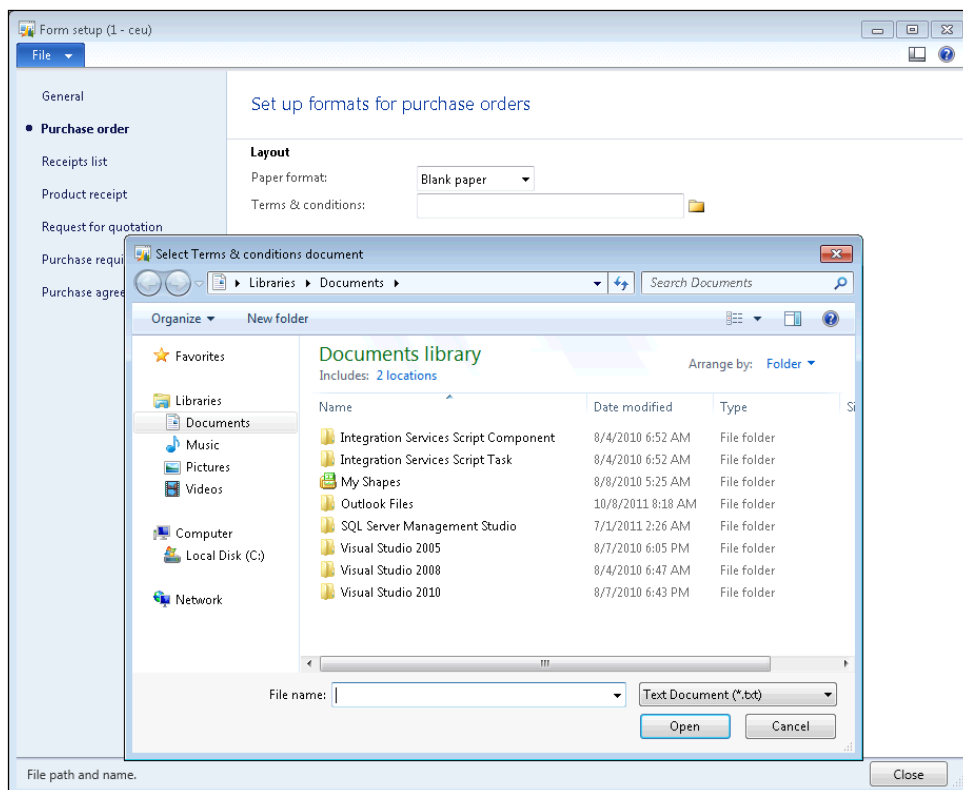 Form setup (1 - ceu)
File
General
Purchase order
Receipts list
Product receipt
Request for quotation
Purchase requi
Purchase agree
Set up formats for purchase orders
Layout
Paper format: Blank paper
Terms & conditions:
Select Terms & conditions document
Libraries Documents
Search Documents
Organize New folder
Favorites
Libraries
Documents
Music
Pictures
Videos
Computer
Local Disk (C:)
Network
Documents library
Includes: 2 locations
Arrange by: Folder
Name Date modified Type Si
Integration Services Script Component 8/4/2010 6:52 AM File folder
Integration Services Script Task 8/4/2010 6:52 AM File folder
My Shapes 8/8/2010 5:25 AM File folder
Outlook Files 10/8/2011 8:18 AM File folder
SQL Server Management Studio 7/1/2011 2:26 AM File folder
Visual Studio 2005 8/7/2010 6:05 PM File folder
Visual Studio 2008 8/4/2010 6:47 AM File folder
Visual Studio 2010 8/7/2010 6:43 PM File folder
File name: Text Document (*.txt)
Open Cancel
File path and name. Close